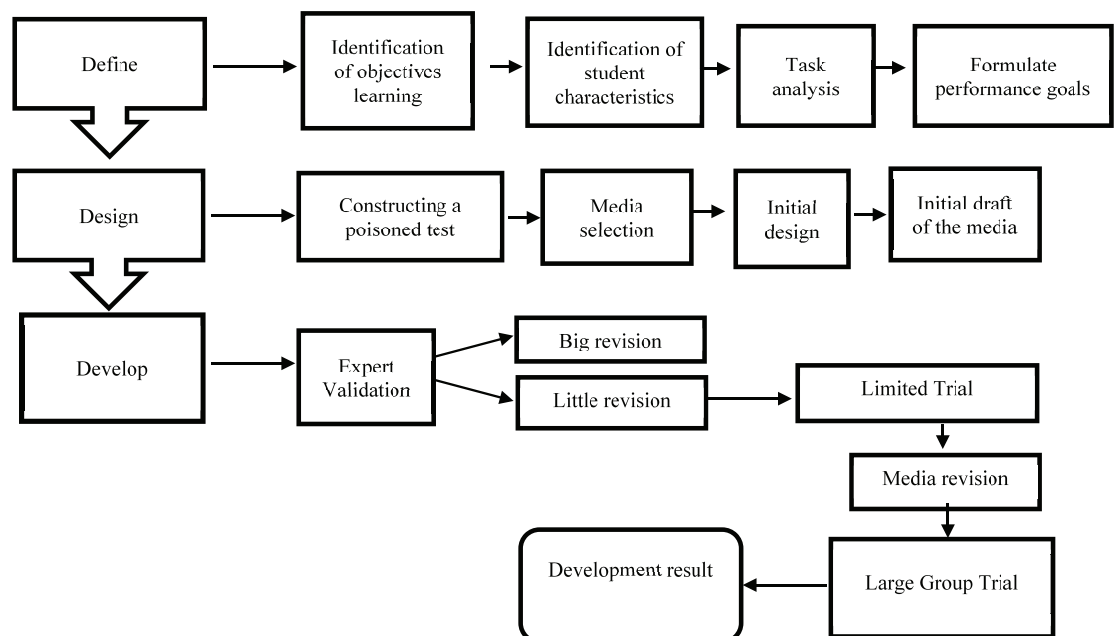 Define
Identification
of objectives
learning
Identification of
student
characteristics
Task
analysis
Formulate
performance goals
Design
Constructing a
poisoned test
Media
selection
Initial
design
Initial draft
of the media
Develop
Expert
Validation
Big revision
Little revision
Limited Trial
Media revision
Large Group Trial
Development result